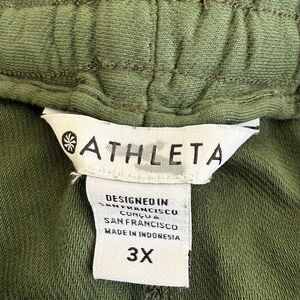 ATHLETA
DESIGNED IN
SAN FRANCISCO
CONÇU À
SAN FRANCISCO
MADE IN INDONESIA
3X